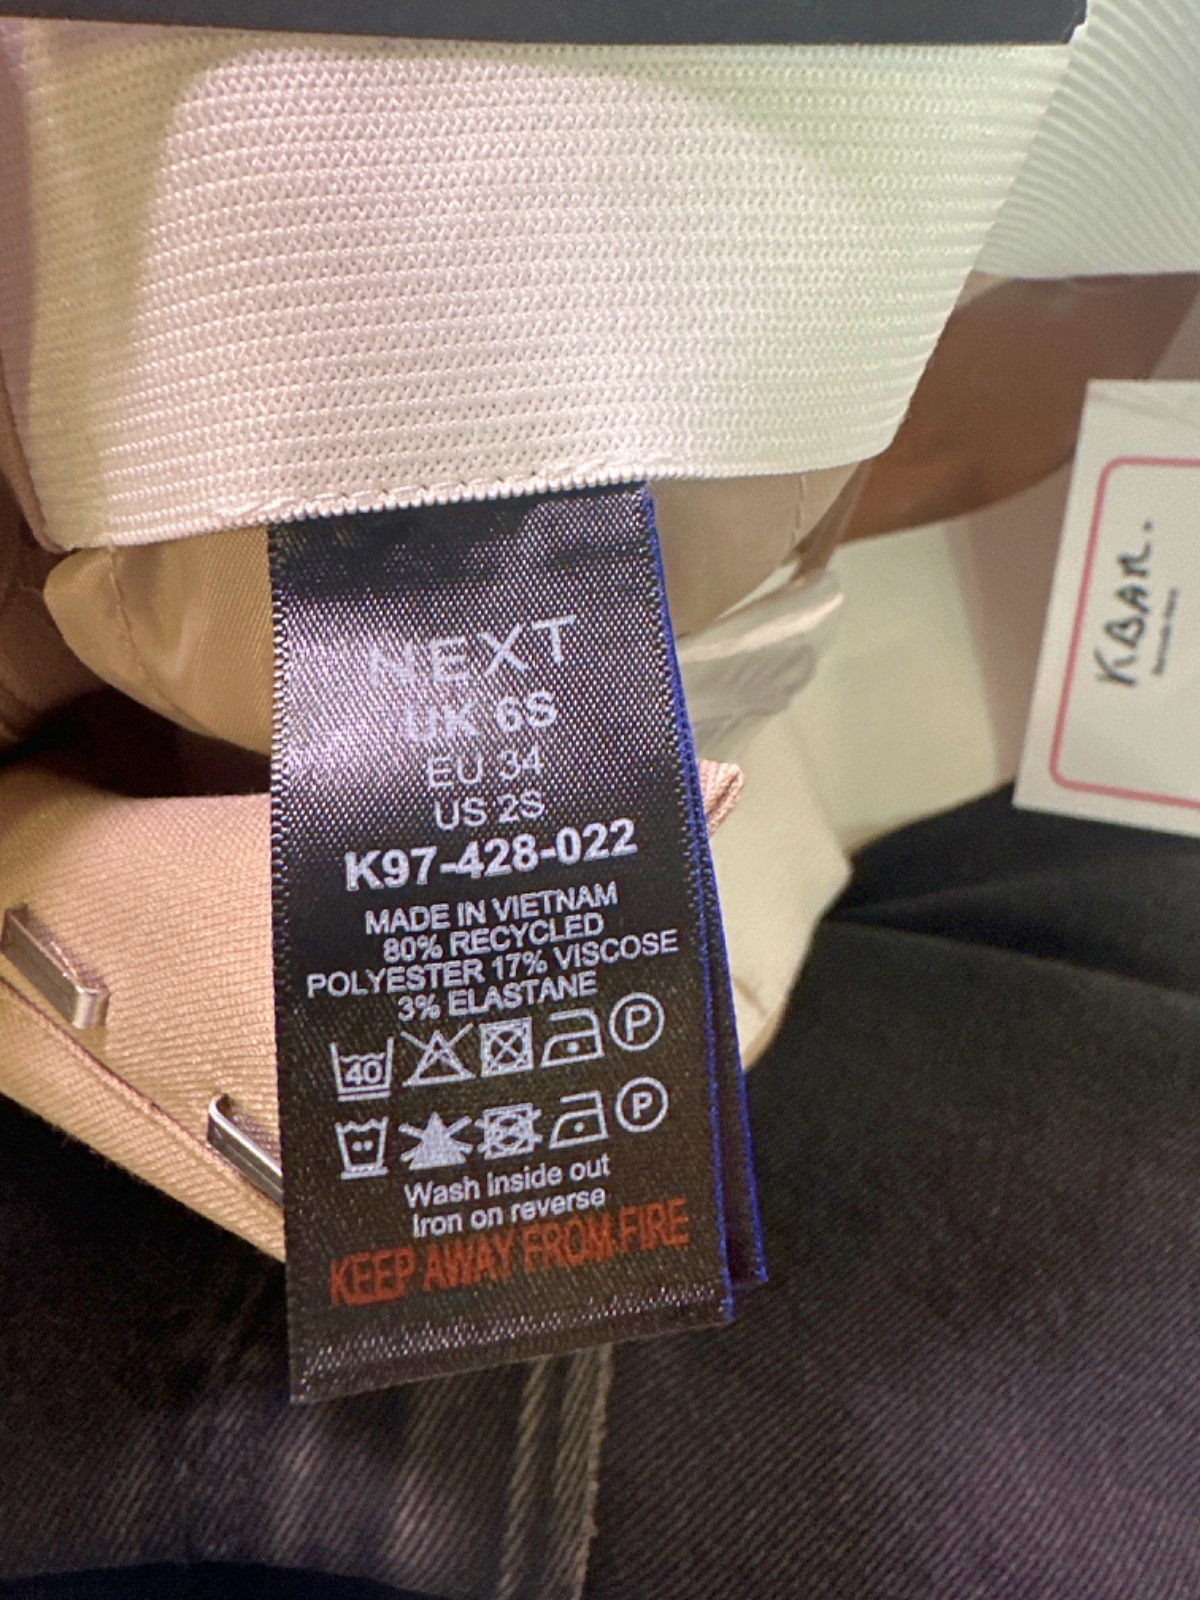 NEXT
UK 6S
EU 34
US 2S
K97-428-022
MADE IN VIETNAM
80% RECYCLED
POLYESTER 17% VISCOSE
3% ELASTANE
40
P
P
Wash inside out
Iron on reverse
KEEP AWAY FROM FIRE
KBAR.